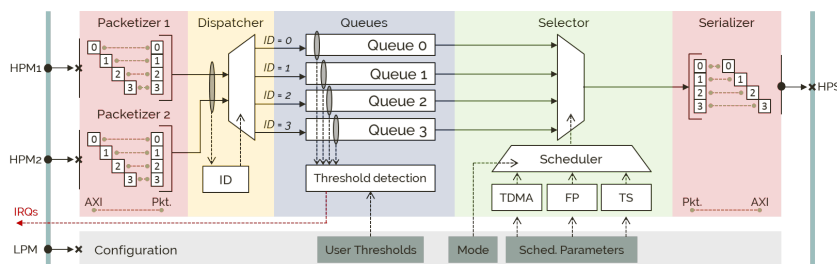 Packetizer 1
Dispatcher
Queues
Selector
Serializer
HPM1
0 0
1 1
2 2
3 3
ID = 0
Queue 0
ID = 1
Queue 1
ID = 2
Queue 2
ID = 3
Queue 3
0 0
1 1
2 2
3 3
HPS
Packetizer 2
HPM2
0 0
1 1
2 2
3 3
ID
Threshold detection
Scheduler
TDMA
FP
TS
AXI Pkt.
Pkt. AXI
IRQs
LPM
Configuration
User Thresholds
Mode
Sched. Parameters